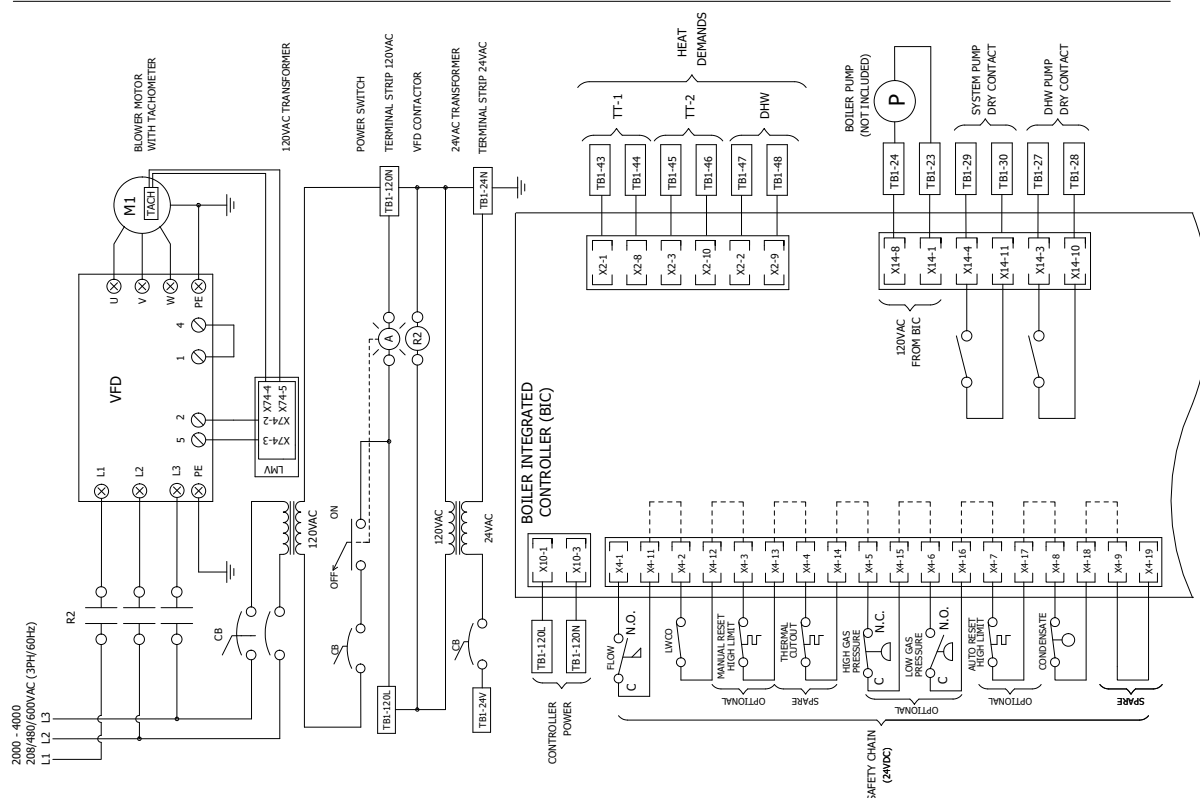 2000 - 4000
208/480/600VAC (3PH/60Hz)
L1
L2
L3
R2
CB
L1
L2
L3
PE
VFD
5
2
1
4
U
V
W
PE
BLOWER MOTOR
WITH TACHOMETER
M1
TACH
LMV
X74-3
X74-2
X74-4
X74-5
120VAC TRANSFORMER
120VAC
POWER SWITCH
OFF
ON
CB
A
TERMINAL STRIP 120VAC
TB1-120L
TB1-120N
VFD CONTACTOR
R2
24VAC TRANSFORMER
120VAC
24VAC
TERMINAL STRIP 24VAC
CB
TB1-24V
TB1-24N
BOILER INTEGRATED
CONTROLLER (BIC)
CONTROLLER
POWER
TB1-120L
TB1-120N
X10-1
X10-3
HEAT
DEMANDS
TT-1
TT-2
DHW
TB1-43
TB1-44
TB1-45
TB1-46
TB1-47
TB1-48
X2-1
X2-8
X2-3
X2-10
X2-2
X2-9
BOILER PUMP
(NOT INCLUDED)
P
SYSTEM PUMP
DRY CONTACT
DHW PUMP
DRY CONTACT
TB1-24
TB1-23
TB1-29
TB1-30
TB1-27
TB1-28
X14-8
X14-1
X14-4
X14-11
X14-3
X14-10
120VAC
FROM BIC
X4-1
X4-11
X4-2
X4-12
X4-3
X4-13
X4-4
X4-14
X4-5
X4-15
X4-6
X4-16
X4-7
X4-17
X4-8
X4-18
X4-9
X4-19
FLOW
N.O.
C
LWCO
MANUAL RESET
HIGH LIMIT
OPTIONAL
THERMAL
CUTOUT
SPARE
HIGH GAS
PRESSURE
N.C.
C
LOW GAS
PRESSURE
N.O.
C
OPTIONAL
AUTO RESET
HIGH LIMIT
OPTIONAL
CONDENSATE
SPARE
SAFETY CHAIN
(24VDC)